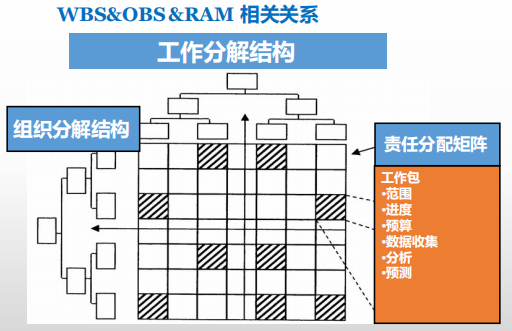 WBS&OBS&RAM 相关关系
工作分解结构
组织分解结构
责任分配矩阵
工作包
•范围
•进度
•预算
•数据收集
•分析
•预测